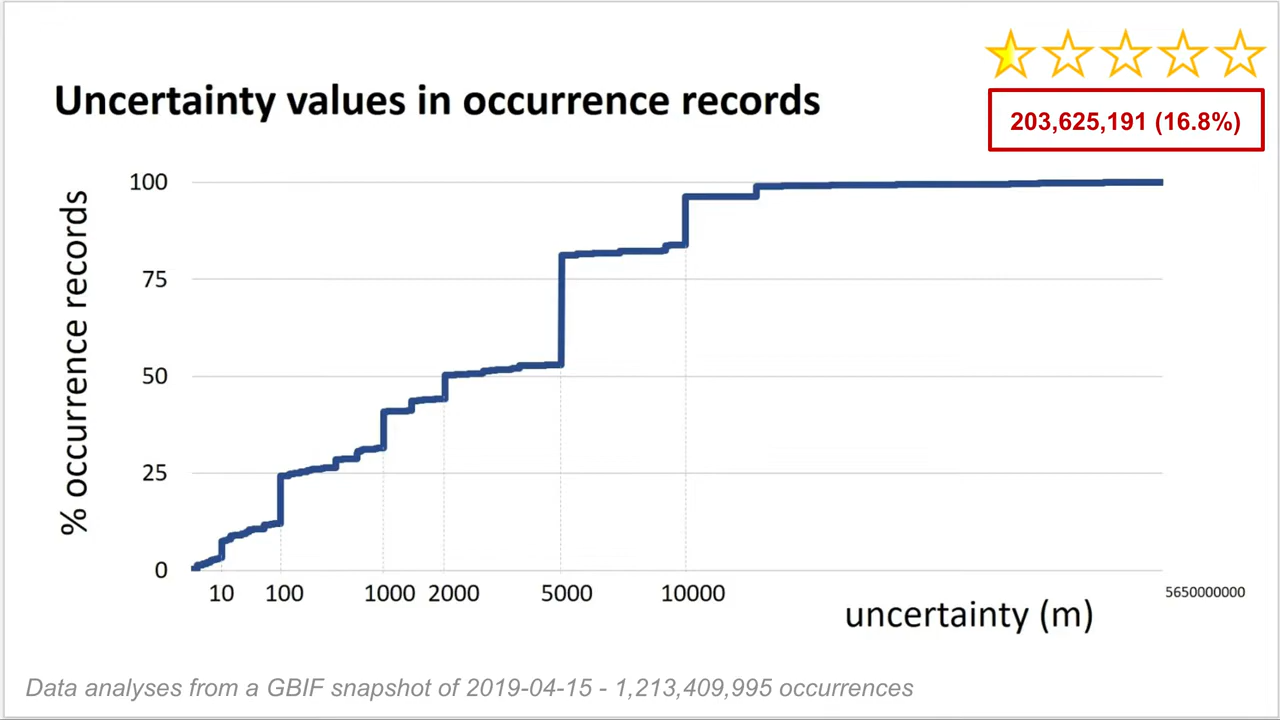 Uncertainty values in occurrence records
203,625,191 (16.8%)
% occurrence records
100
75
50
25
0
10 100 1000 2000 5000 10000 5650000000
uncertainty (m)
Data analyses from a GBIF snapshot of 2019-04-15 - 1,213,409,995 occurrences